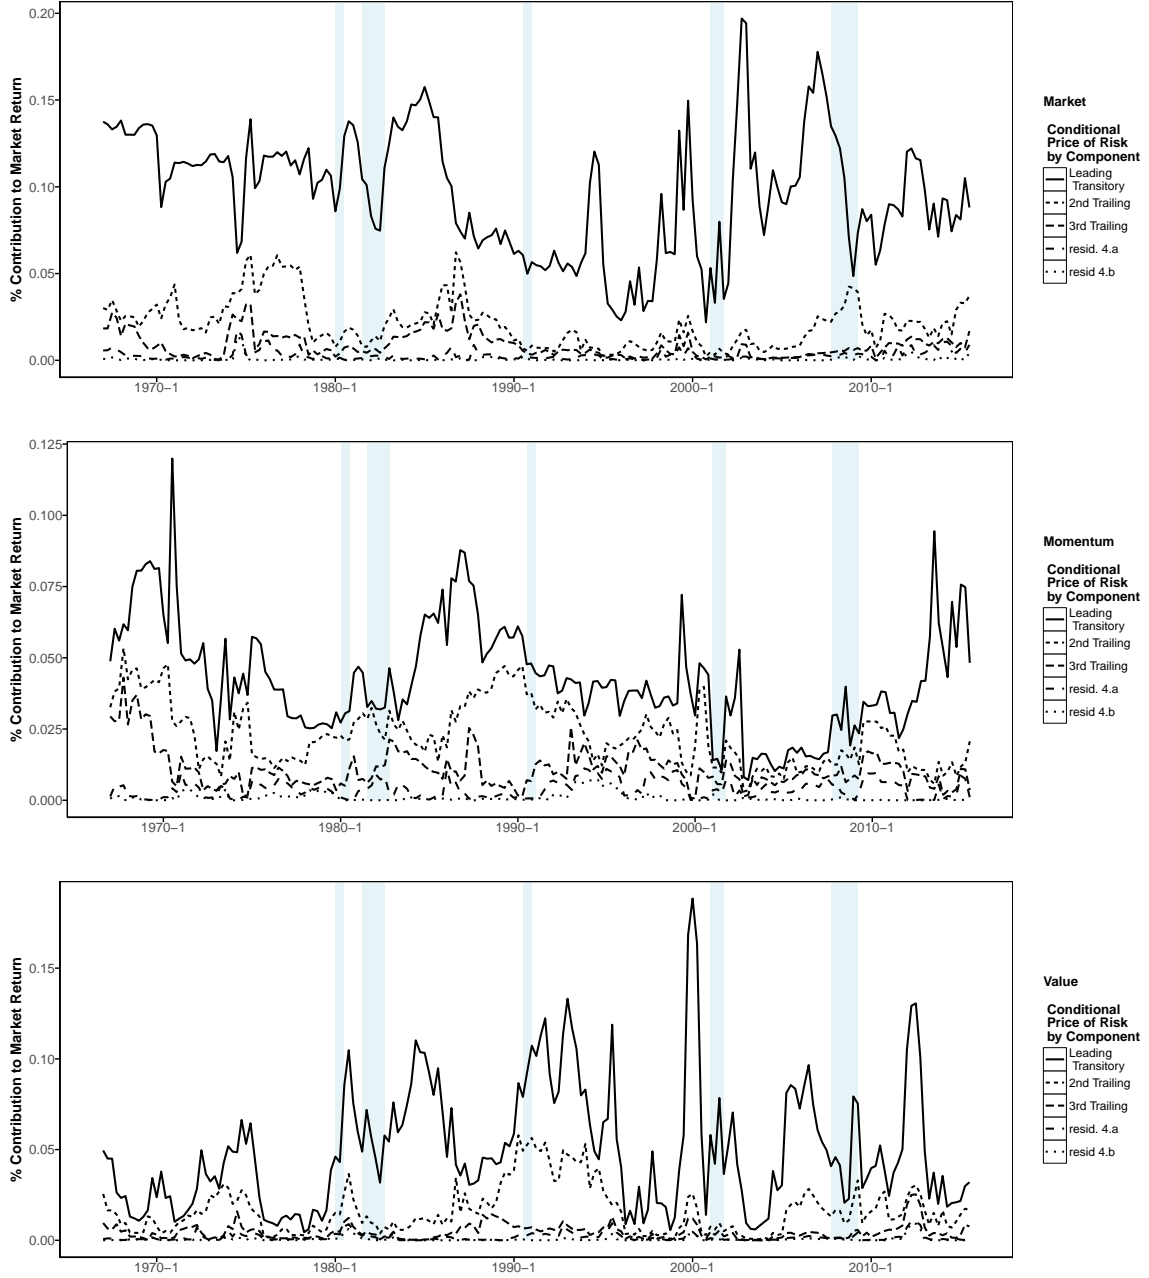 0.20
0.15
0.10
0.05
0.00
% Contribution to Market Return
1970–1
1980–1
1990–1
2000–1
2010–1
Market
Conditional
Price of Risk
by Component
Leading
Transitory
2nd Trailing
3rd Trailing
resid. 4.a
resid 4.b
0.125
0.100
0.075
0.050
0.025
0.000
% Contribution to Market Return
1970–1
1980–1
1990–1
2000–1
2010–1
Momentum
Conditional
Price of Risk
by Component
Leading
Transitory
2nd Trailing
3rd Trailing
resid. 4.a
resid 4.b
0.15
0.10
0.05
0.00
% Contribution to Market Return
1970–1
1980–1
1990–1
2000–1
2010–1
Value
Conditional
Price of Risk
by Component
Leading
Transitory
2nd Trailing
3rd Trailing
resid. 4.a
resid 4.b